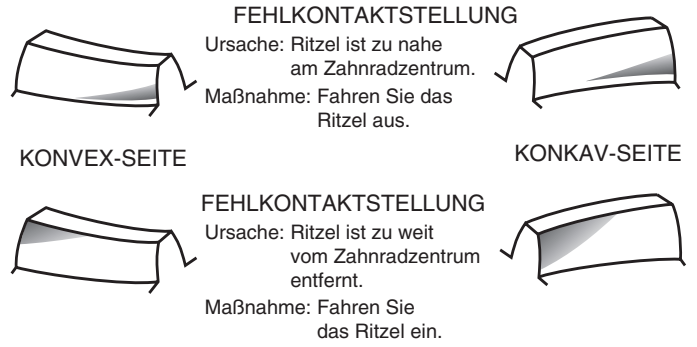 FEHLKONTAKTSTELLUNG
Ursache: Ritzel ist zu nahe
am Zahnradzentrum.
Maßnahme: Fahren Sie das
Ritzel aus.
KONVEX-SEITE
KONKAV-SEITE
FEHLKONTAKTSTELLUNG
Ursache: Ritzel ist zu weit
vom Zahnradzentrum
entfernt.
Maßnahme: Fahren Sie
das Ritzel ein.